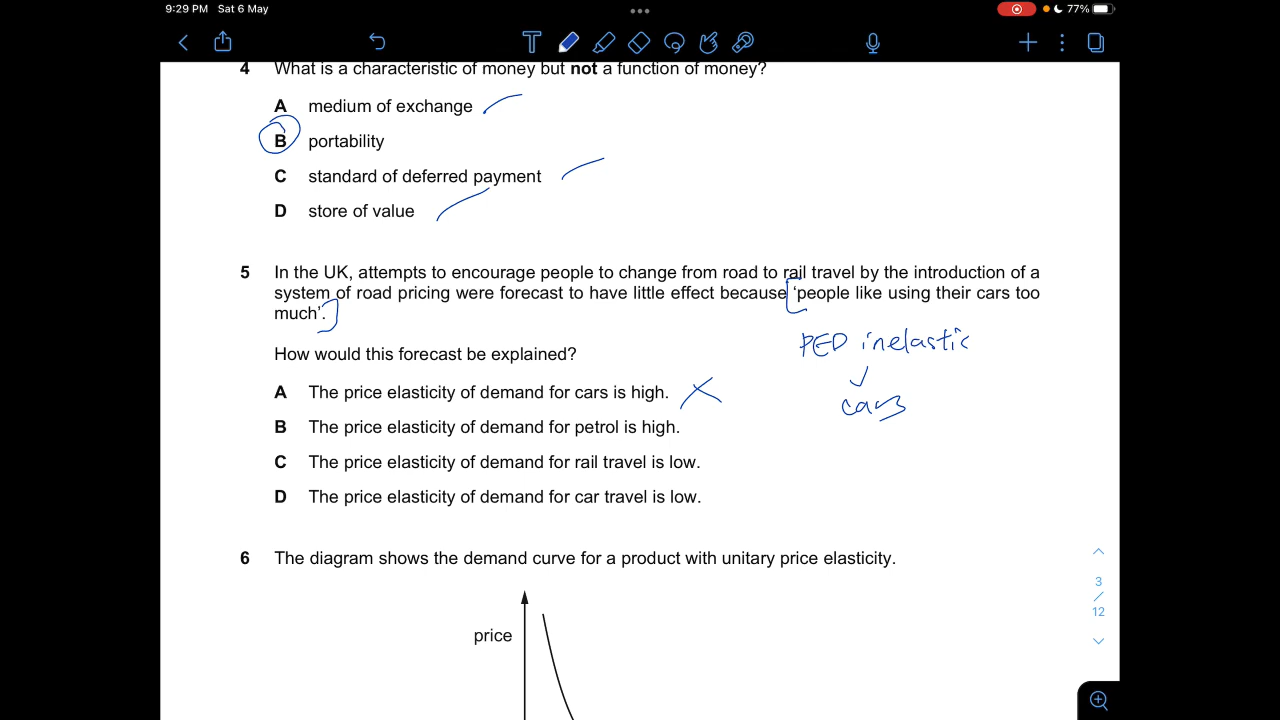 9:29 PM Sat 6 May
77%
4 What is a characteristic of money but not a function of money?
A medium of exchange
B portability
C standard of deferred payment
D store of value
5 In the UK, attempts to encourage people to change from road to rail travel by the introduction of a
system of road pricing were forecast to have little effect because ‘people like using their cars too
much’.
PED inelastic
How would this forecast be explained?
A The price elasticity of demand for cars is high.
cars
B The price elasticity of demand for petrol is high.
C The price elasticity of demand for rail travel is low.
D The price elasticity of demand for car travel is low.
6 The diagram shows the demand curve for a product with unitary price elasticity.
3
/
12
price